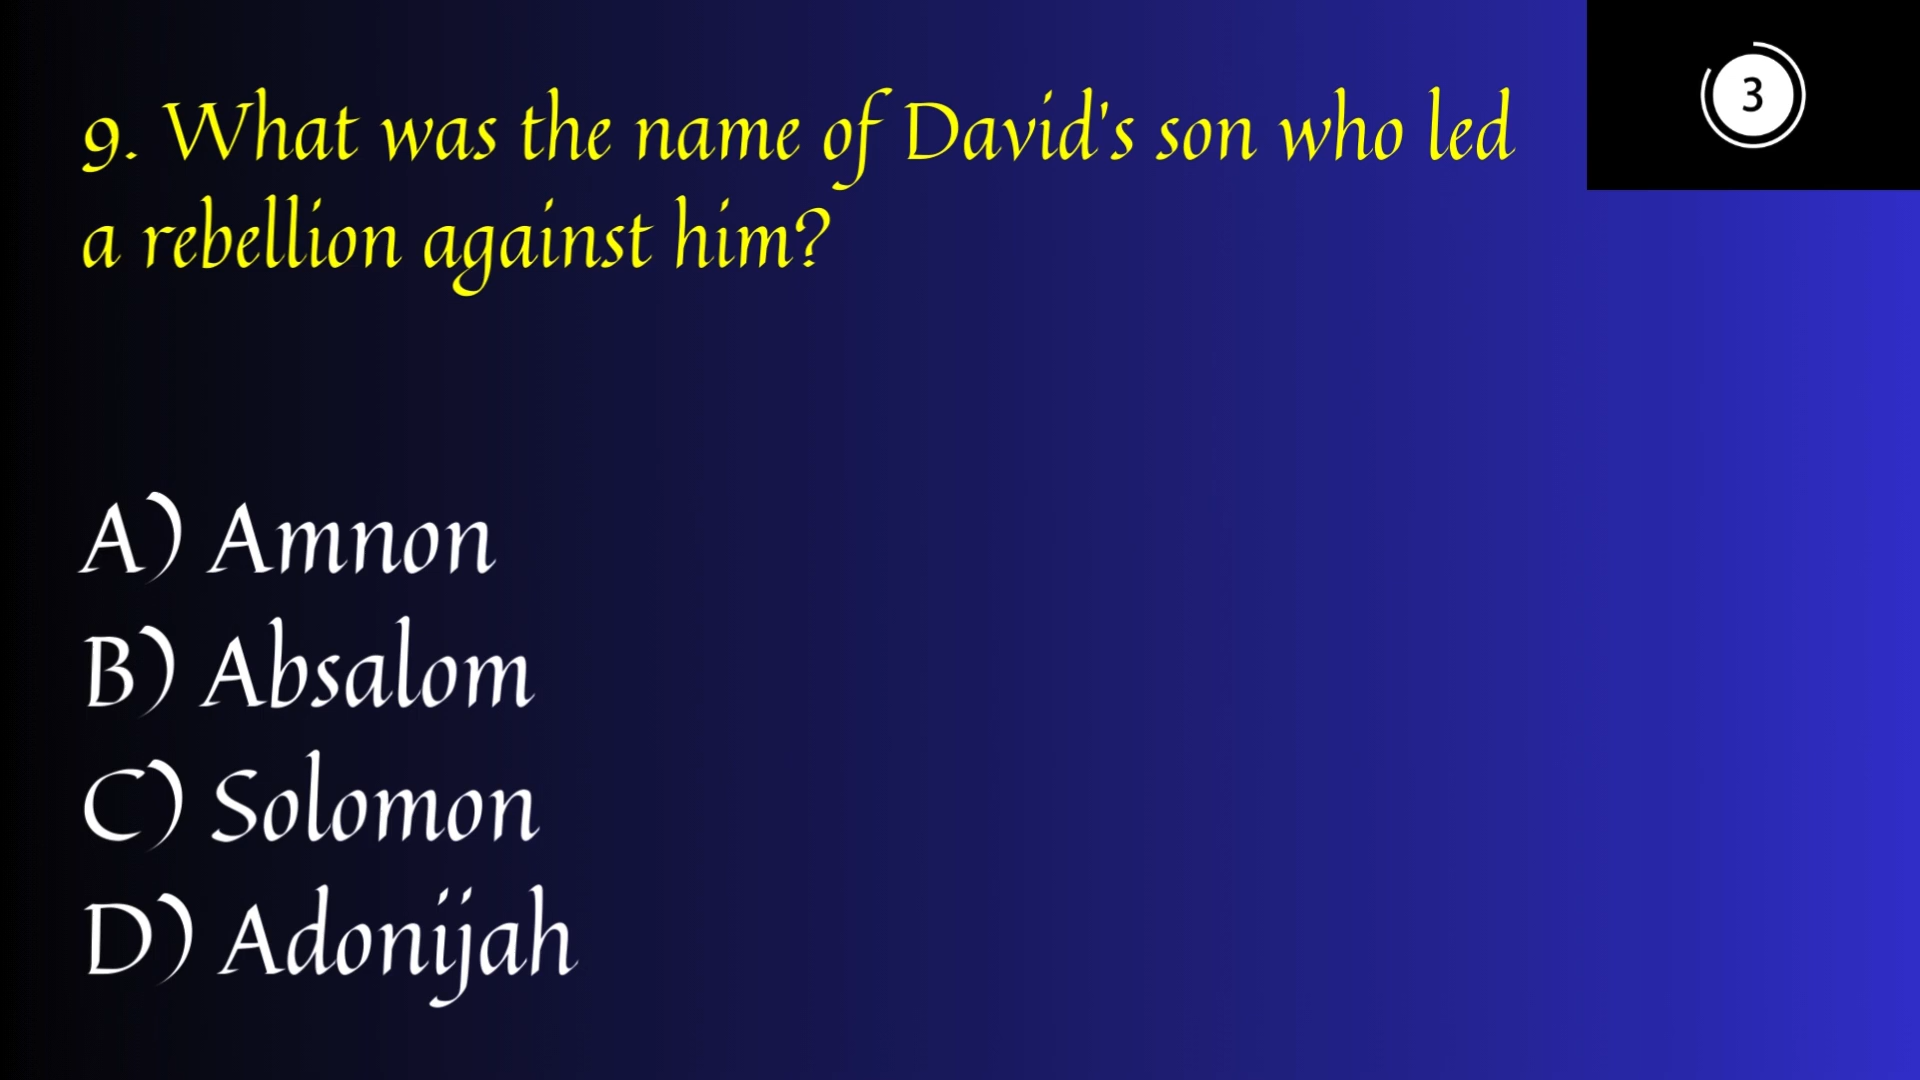 9. What was the name of David's son who led
a rebellion against him?
3
A) Amnon
B) Absalom
C) Solomon
D) Adonijah